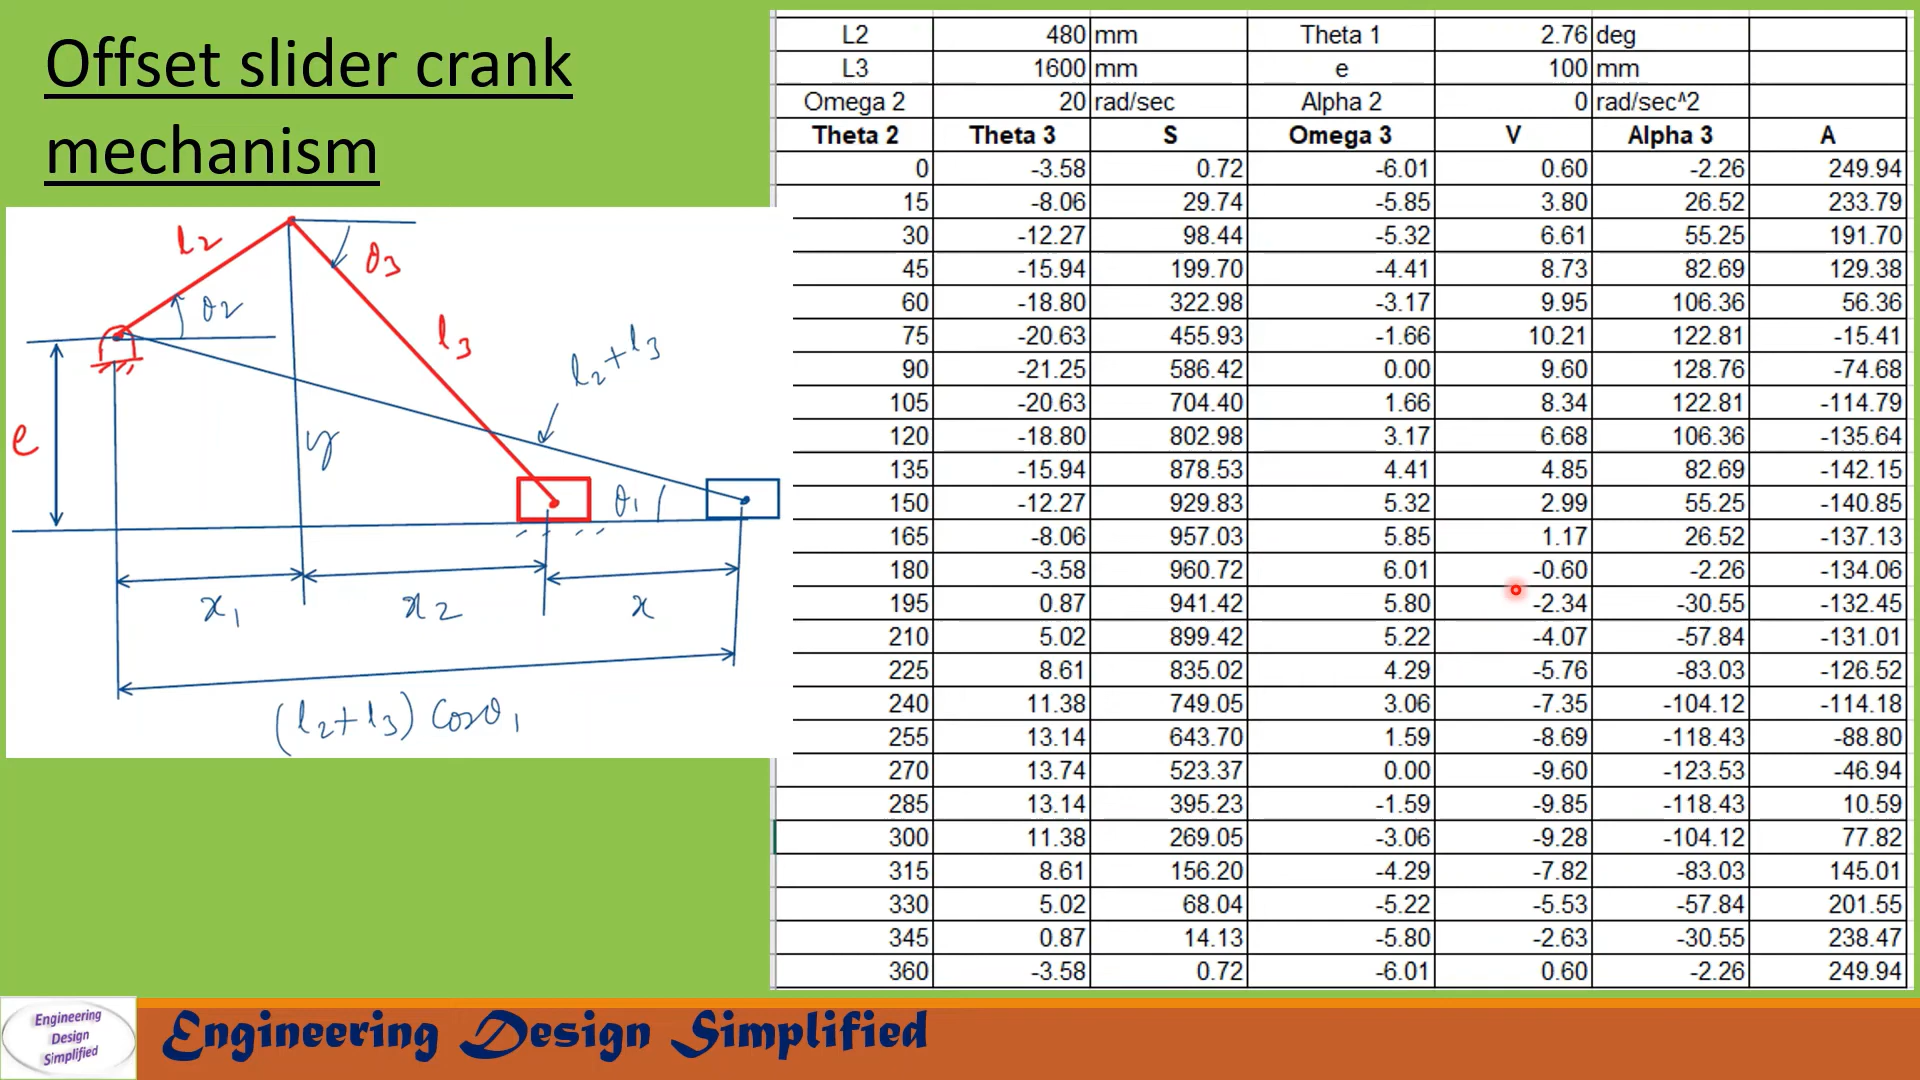 Offset slider crank
mechanism
l2
θ3
θ2
l3
l2+l3
e
y
θ1
x1
x2
x
(l2+l3) Cosθ1
L2 480 mm Theta 1 2.76 deg
L3 1600 mm e 100 mm
Omega 2 20 rad/sec Alpha 2 0 rad/sec^2
Theta 2 Theta 3 S Omega 3 V Alpha 3 A
0 -3.58 0.72 -6.01 0.60 -2.26 249.94
15 -8.06 29.74 -5.85 3.80 26.52 233.79
30 -12.27 98.44 -5.32 6.61 55.25 191.70
45 -15.94 199.70 -4.41 8.73 82.69 129.38
60 -18.80 322.98 -3.17 9.95 106.36 56.36
75 -20.63 455.93 -1.66 10.21 122.81 -15.41
90 -21.25 586.42 0.00 9.60 128.76 -74.68
105 -20.63 704.40 1.66 8.34 122.81 -114.79
120 -18.80 802.98 3.17 6.68 106.36 -135.64
135 -15.94 878.53 4.41 4.85 82.69 -142.15
150 -12.27 929.83 5.32 2.99 55.25 -140.85
165 -8.06 957.03 5.85 1.17 26.52 -137.13
180 -3.58 960.72 6.01 -0.60 -2.26 -134.06
195 0.87 941.42 5.80 -2.34 -30.55 -132.45
210 5.02 899.42 5.22 -4.07 -57.84 -131.01
225 8.61 835.02 4.29 -5.76 -83.03 -126.52
240 11.38 749.05 3.06 -7.35 -104.12 -114.18
255 13.14 643.70 1.59 -8.69 -118.43 -88.80
270 13.74 523.37 0.00 -9.60 -123.53 -46.94
285 13.14 395.23 -1.59 -9.85 -118.43 10.59
300 11.38 269.05 -3.06 -9.28 -104.12 77.82
315 8.61 156.20 -4.29 -7.82 -83.03 145.01
330 5.02 68.04 -5.22 -5.53 -57.84 201.55
345 0.87 14.13 -5.80 -2.63 -30.55 238.47
360 -3.58 0.72 -6.01 0.60 -2.26 249.94
Engineering
Design
Simplified
Engineering Design Simplified